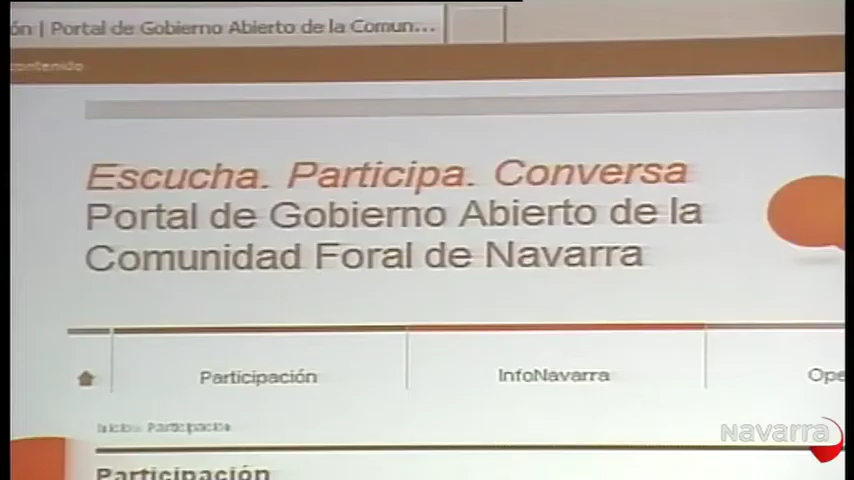 ón | Portal de Gobierno Abierto de la Comun...
contenido
Escucha. Participa. Conversa
Portal de Gobierno Abierto de la
Comunidad Foral de Navarra
Participación
InfoNavarra
Ope
Inicio
Participación
Navarra
Participación